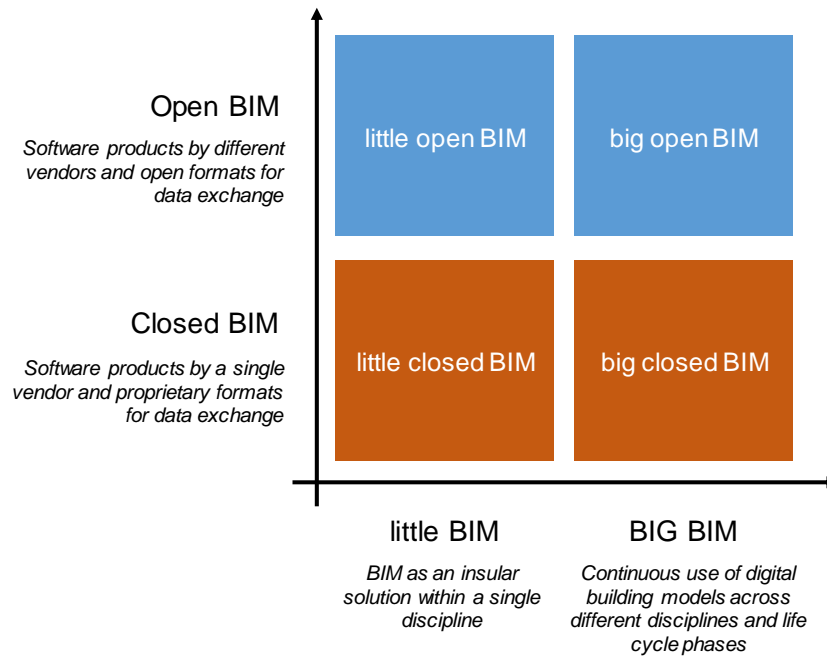 Open BIM
Software products by different
vendors and open formats for
data exchange
little open BIM
big open BIM
Closed BIM
Software products by a single
vendor and proprietary formats
for data exchange
little closed BIM
big closed BIM
little BIM
BIM as an insular
solution within a single
discipline
BIG BIM
Continuous use of digital
building models across
different disciplines and life
cycle phases